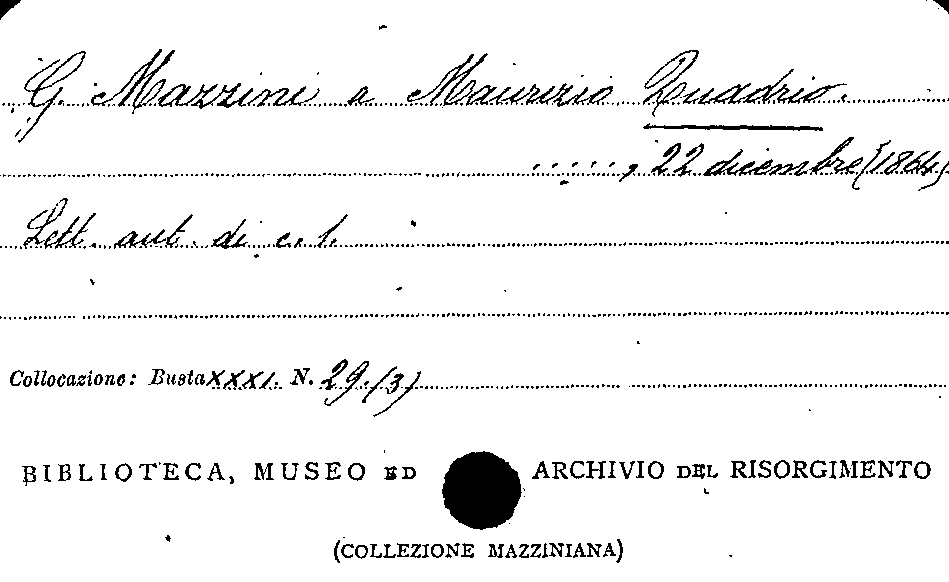 G. Mazzini a Maurizio Quadrio.
......, 22 dicembre {1864}
Lett. aut. di c. 1.
Collocazione: Busta XXXI. N. 29.(3)
BIBLIOTECA, MUSEO ED ARCHIVIO DEL RISORGIMENTO
(COLLEZIONE MAZZINIANA)